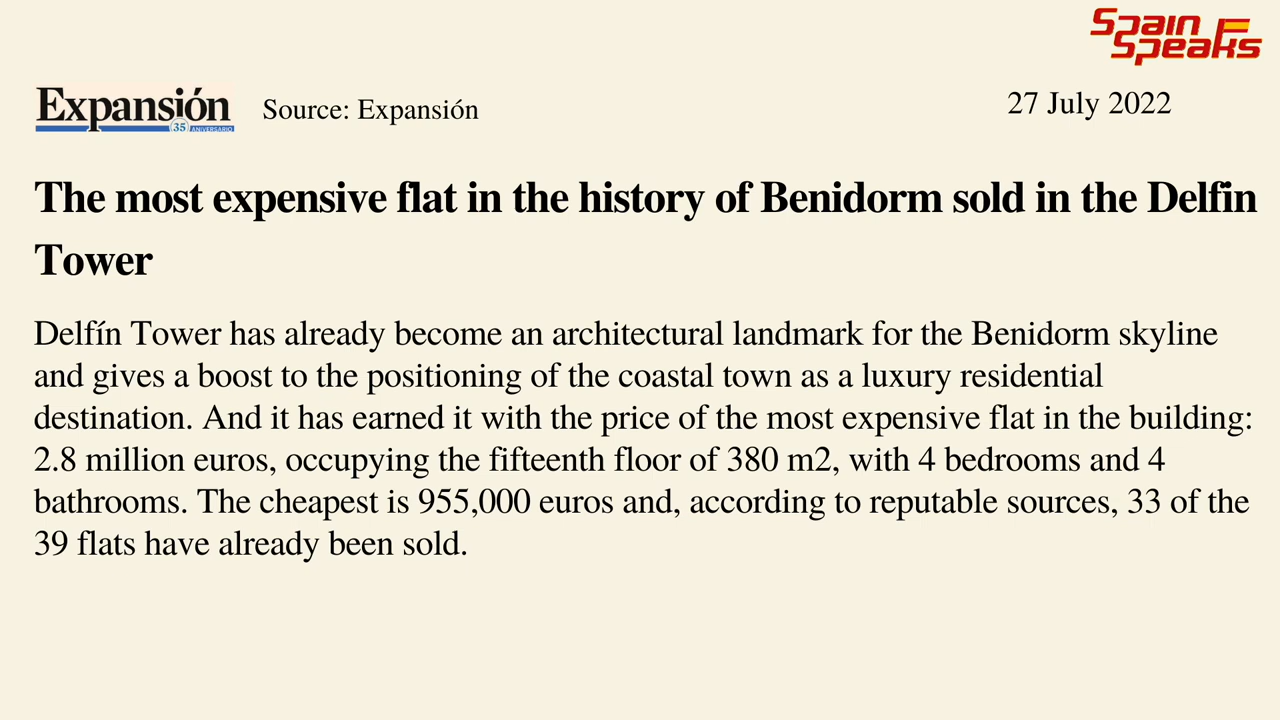 Spain
Speaks
Expansión
35 ANIVERSARIO
Source: Expansión
27 July 2022
The most expensive flat in the history of Benidorm sold in the Delfin
Tower
Delfín Tower has already become an architectural landmark for the Benidorm skyline
and gives a boost to the positioning of the coastal town as a luxury residential
destination. And it has earned it with the price of the most expensive flat in the building:
2.8 million euros, occupying the fifteenth floor of 380 m2, with 4 bedrooms and 4
bathrooms. The cheapest is 955,000 euros and, according to reputable sources, 33 of the
39 flats have already been sold.